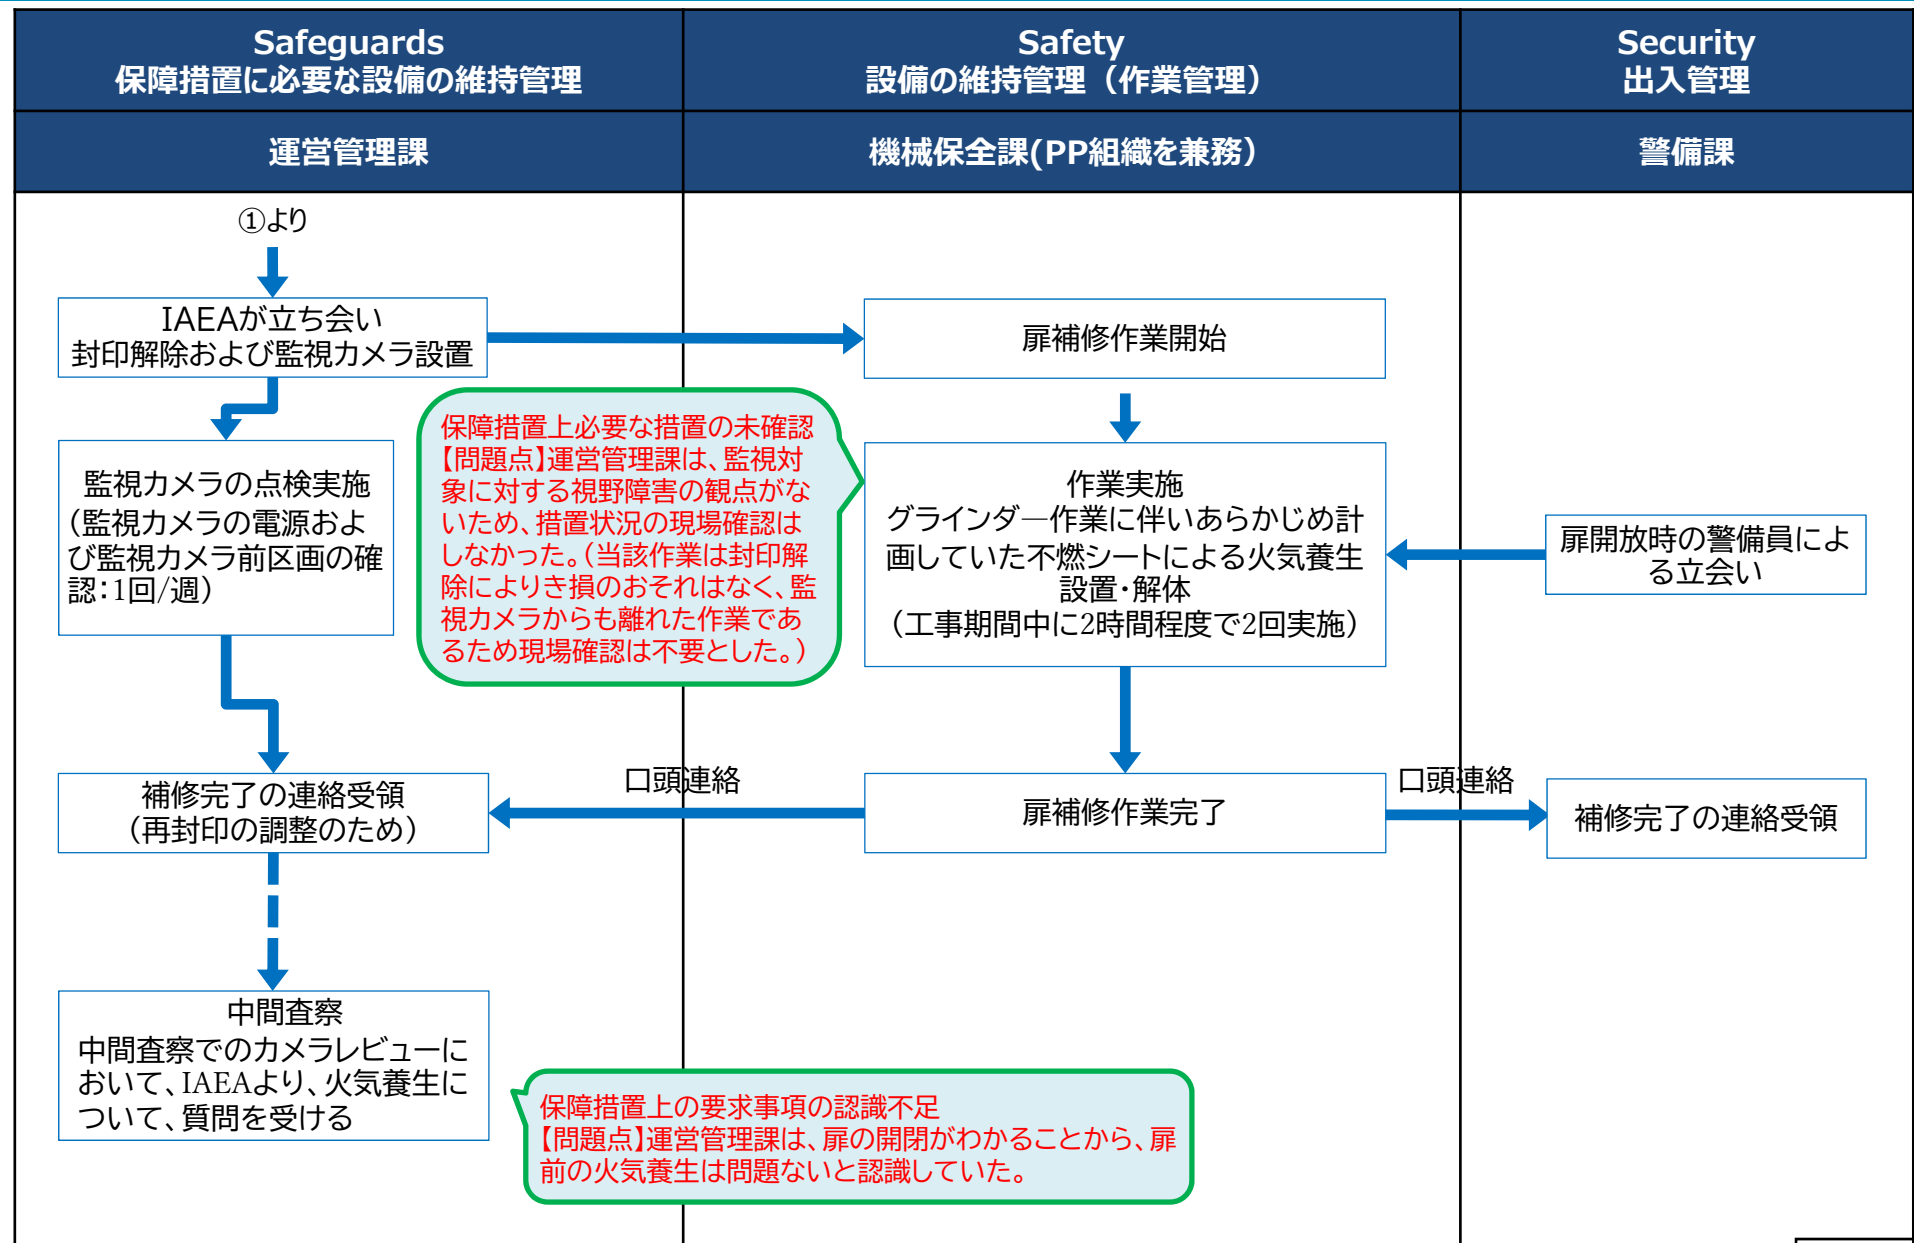 Safeguards
保障措置に必要な設備の維持管理
Safety
設備の維持管理（作業管理）
Security
出入管理
運営管理課
機械保全課(PP組織を兼務）
警備課
①より
IAEAが立ち会い
封印解除および監視カメラ設置
扉補修作業開始
監視カメラの点検実施
（監視カメラの電源およ
び監視カメラ前区画の確
認：1回/週）
保障措置上必要な措置の未確認
【問題点】運営管理課は、監視対
象に対する視野障害の観点がな
いため、措置状況の現場確認は
しなかった。（当該作業は封印解
除によりき損のおそれはなく、監
視カメラからも離れた作業であ
るため現場確認は不要とした。）
作業実施
グラインダ―作業に伴いあらかじめ計
画していた不燃シートによる火気養生
設置・解体
（工事期間中に2時間程度で2回実施）
扉開放時の警備員によ
る立会い
補修完了の連絡受領
（再封印の調整のため）
口頭連絡
扉補修作業完了
口頭連絡
補修完了の連絡受領
中間査察
中間査察でのカメラレビューに
おいて、IAEAより、火気養生に
ついて、質問を受ける
保障措置上の要求事項の認識不足
【問題点】運営管理課は、扉の開閉がわかることから、扉
前の火気養生は問題ないと認識していた。